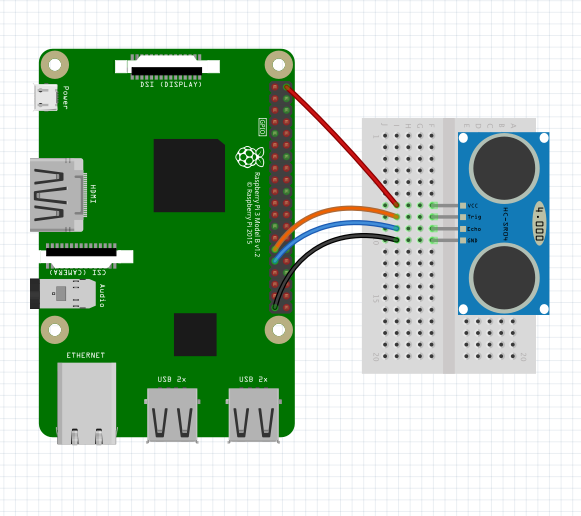 DSI (DISPLAY)
Power
GPIO
HDMI
Raspberry Pi 3 Model B v1.2
© Raspberry Pi 2015
CSI (CAMERA)
Audio
ETHERNET
USB 2x
USB 2x
J I H G F
E D C B A
1
10
15
20
20
VCC
Trig
Echo
GND
HC-SR04
4.000